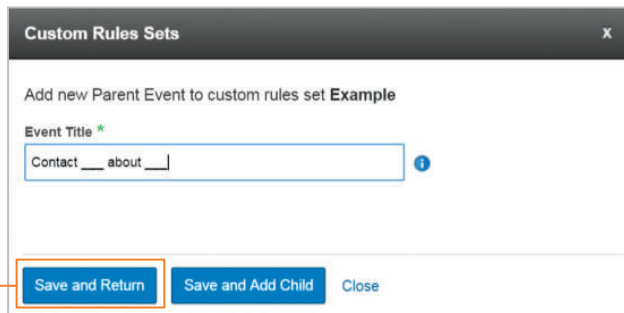 Custom Rules Sets x
Add new Parent Event to custom rules set Example
Event Title *
Contact ___ about ___
Save and Return Save and Add Child Close